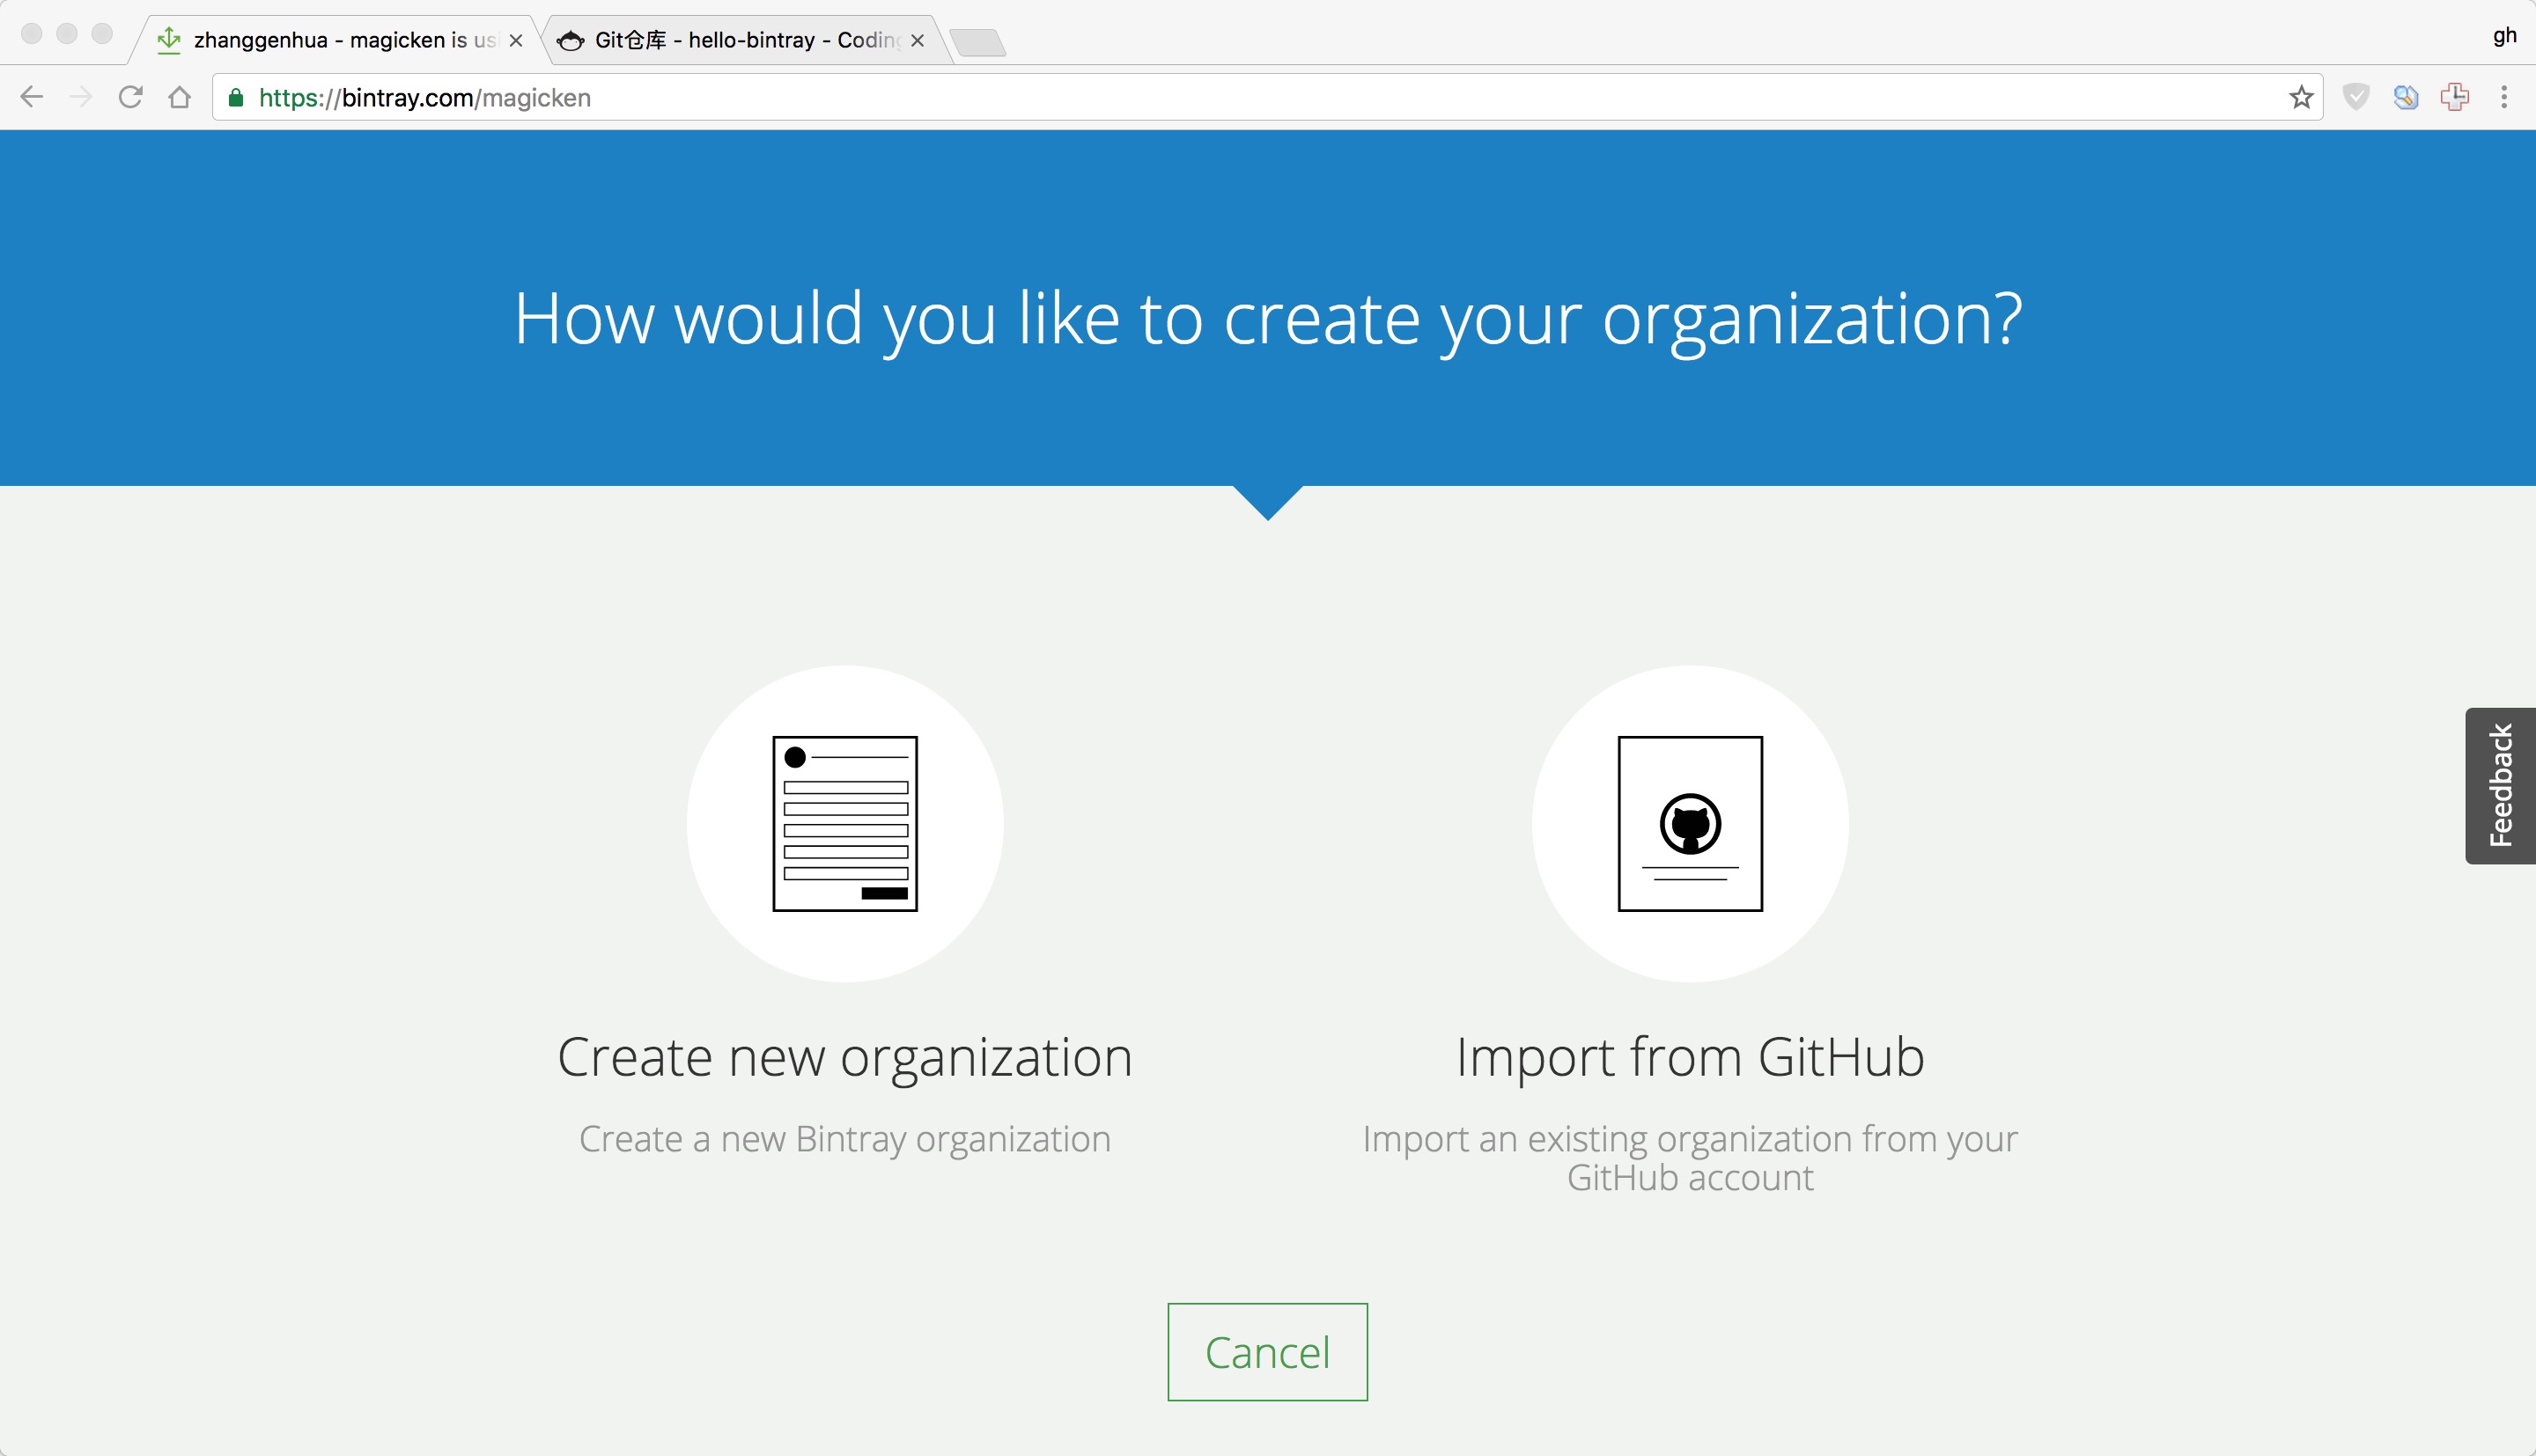 zhanggenhua - magicken is us
Git仓库 - hello-bintray - Coding
gh
https://bintray.com/magicken
How would you like to create your organization?
Feedback
Create new organization
Create a new Bintray organization
Import from GitHub
Import an existing organization from your
GitHub account
Cancel